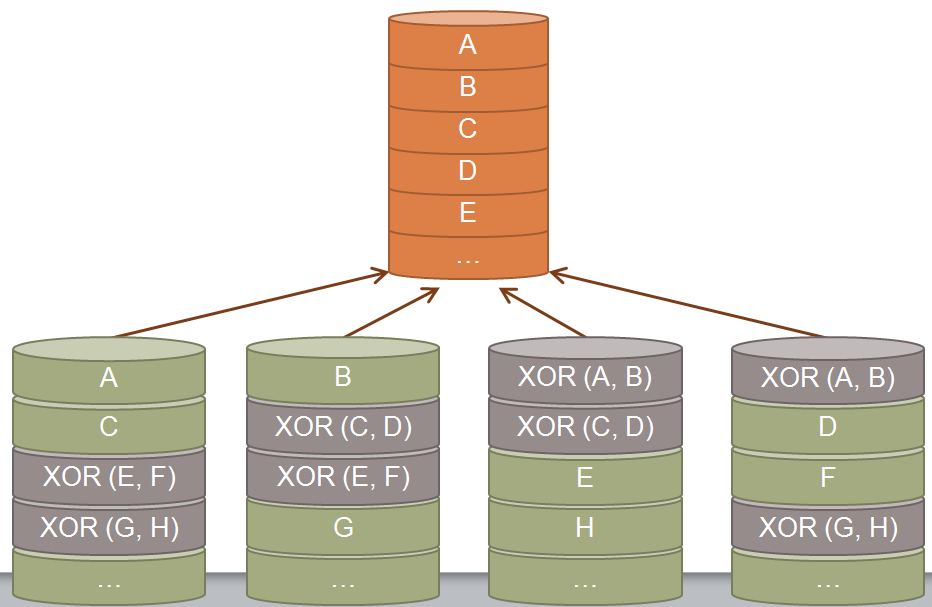 A
B
C
D
E
...
A
B
XOR (A, B)
XOR (A, B)
C
XOR (C, D)
XOR (C, D)
D
XOR (E, F)
XOR (E, F)
E
F
XOR (G, H)
G
H
XOR (G, H)
...
...
...
...